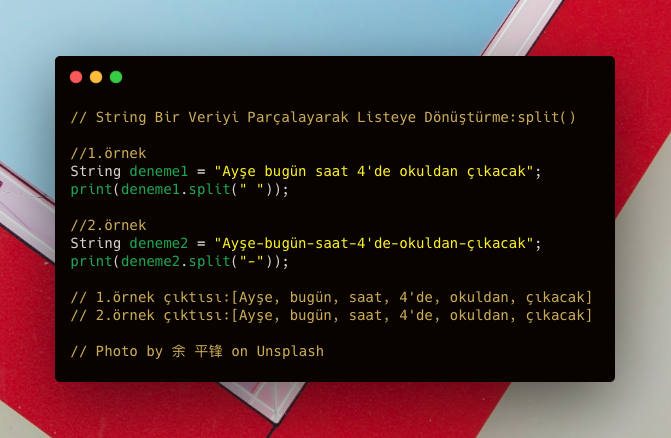 // String Bir Veriyi Parçalayarak Listeye Dönüştürme:split()
//1.örnek
String deneme1 = "Ayşe bugün saat 4'de okuldan çıkacak";
print(deneme1.split(" "));
//2.örnek
String deneme2 = "Ayşe-bugün-saat-4'de-okuldan-çıkacak";
print(deneme2.split("-"));
// 1.örnek çıktısı:[Ayşe, bugün, saat, 4'de, okuldan, çıkacak]
// 2.örnek çıktısı:[Ayşe, bugün, saat, 4'de, okuldan, çıkacak]
// Photo by 余 平锋 on Unsplash